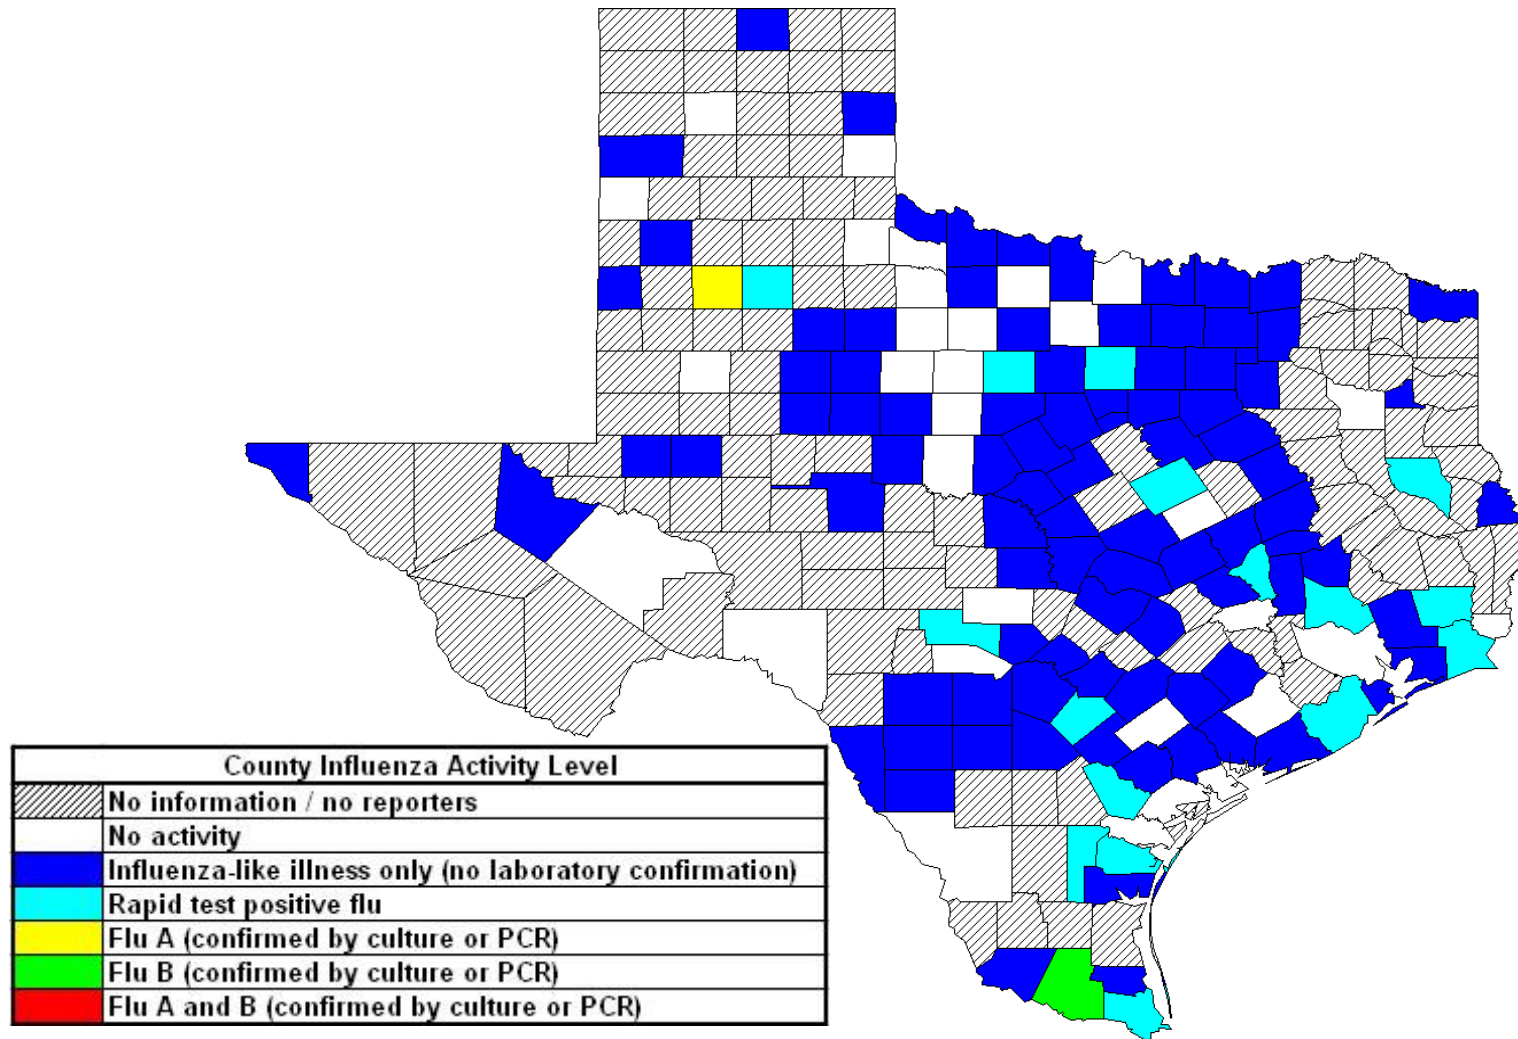 County Influenza Activity Level
No information / no reporters
No activity
Influenza-like illness only (no laboratory confirmation)
Rapid test positive flu
Flu A (confirmed by culture or PCR)
Flu B (confirmed by culture or PCR)
Flu A and B (confirmed by culture or PCR)